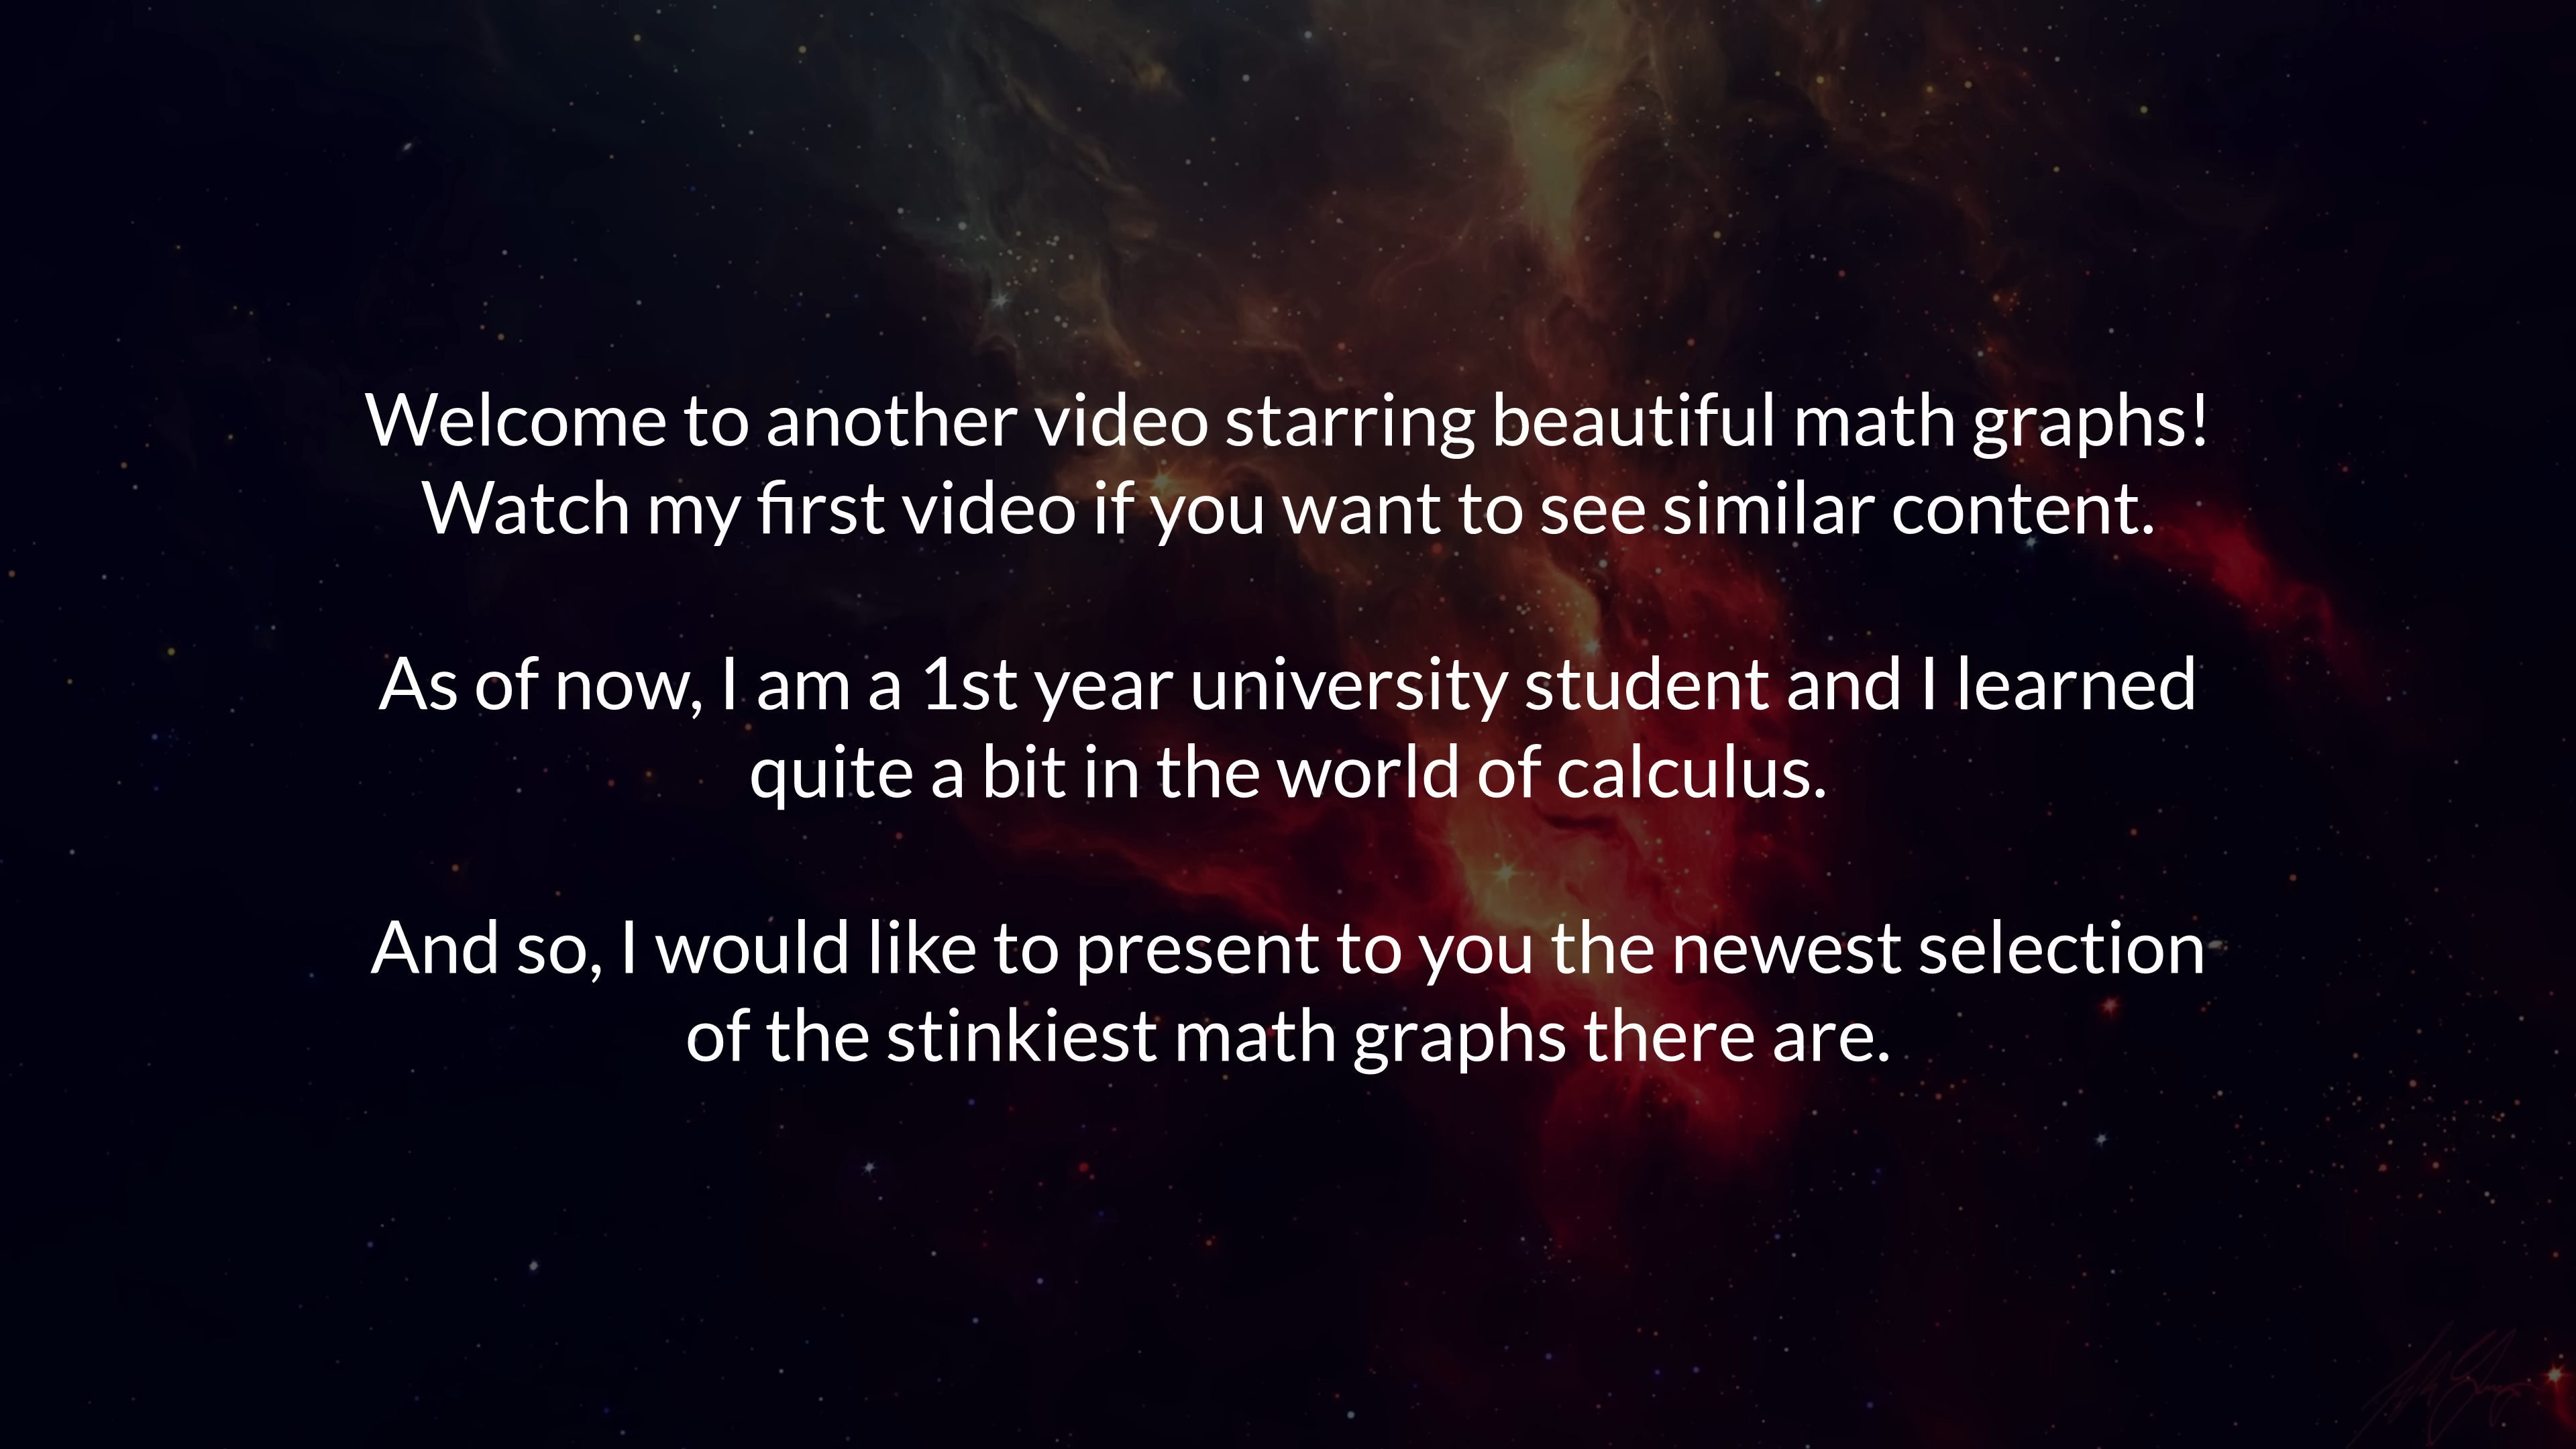 Welcome to another video starring beautiful math graphs!
Watch my first video if you want to see similar content.
As of now, I am a 1st year university student and I learned
quite a bit in the world of calculus.
And so, I would like to present to you the newest selection
of the stinkiest math graphs there are.